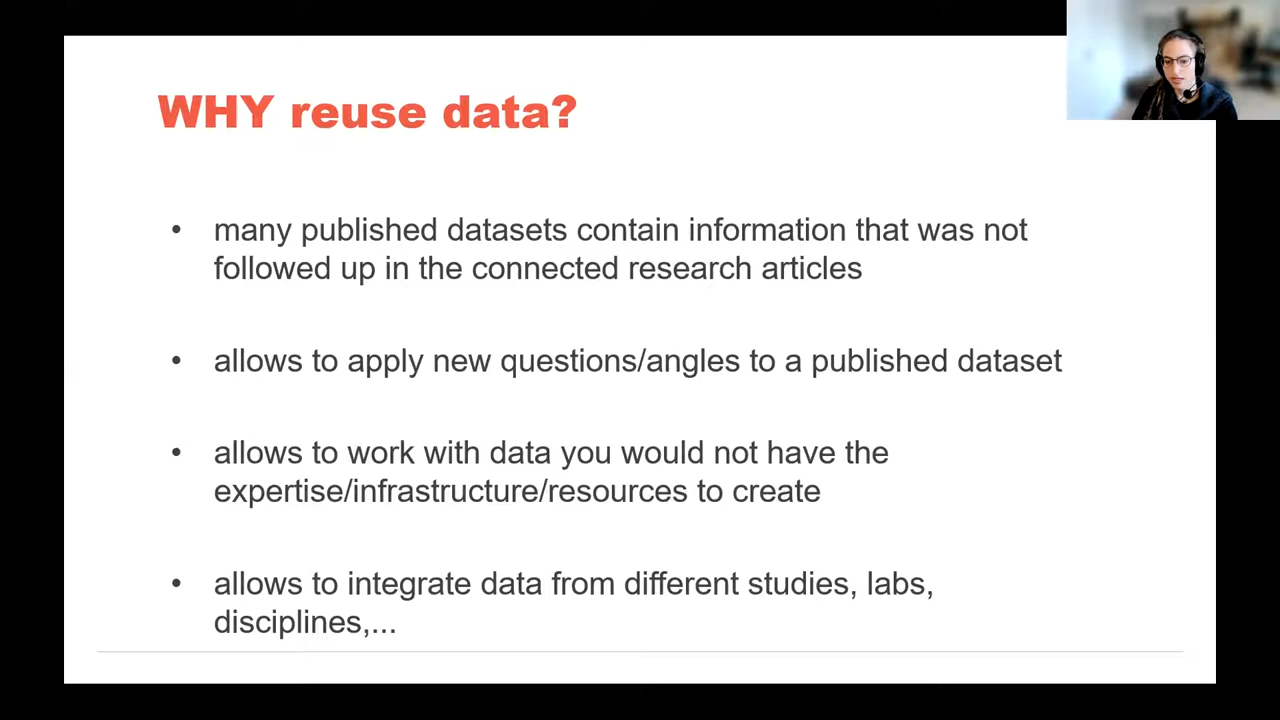 WHY reuse data?
• many published datasets contain information that was not
followed up in the connected research articles
• allows to apply new questions/angles to a published dataset
• allows to work with data you would not have the
expertise/infrastructure/resources to create
• allows to integrate data from different studies, labs,
disciplines,...